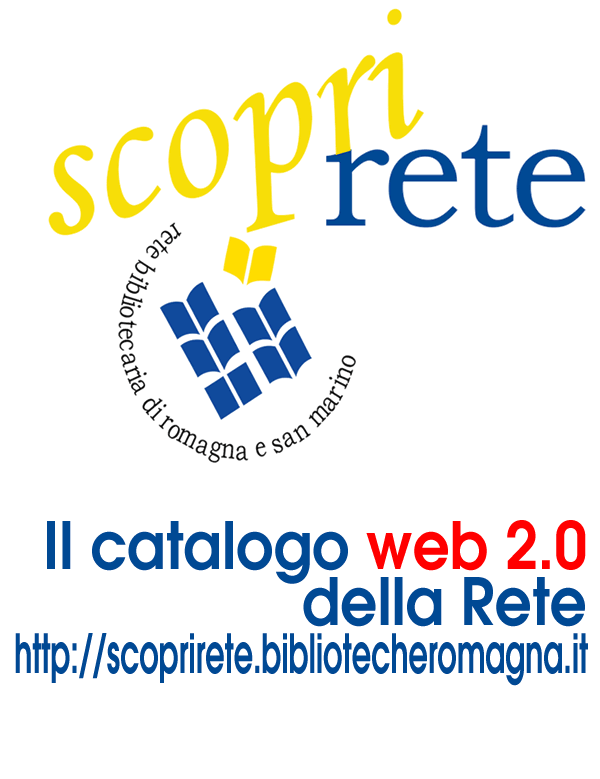 scopri
rete
rete bibliotecaria di romagna e san marino
Il catalogo web 2.0
della Rete
http://scoprirete.bibliotecheromagna.it